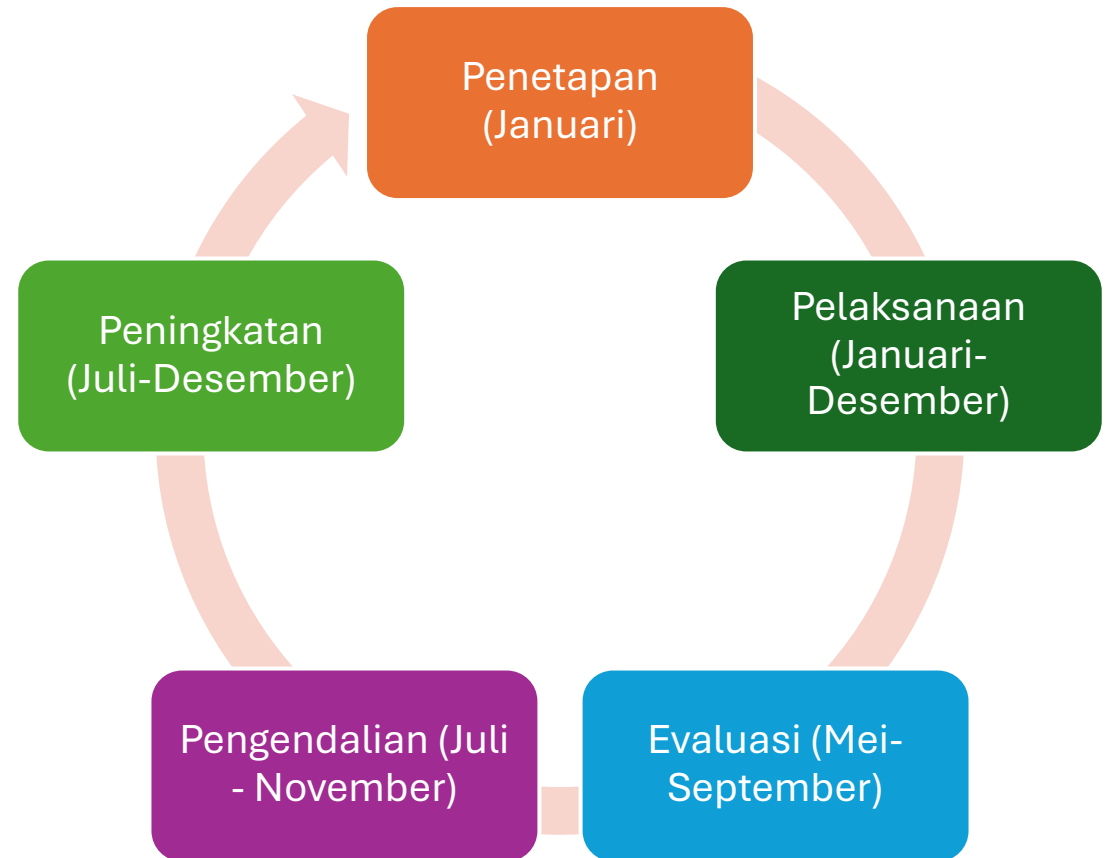 Penetapan
(Januari)
Pelaksanaan
(Januari-
Desember)
Evaluasi (Mei-
September)
Pengendalian (Juli
- November)
Peningkatan
(Juli-Desember)